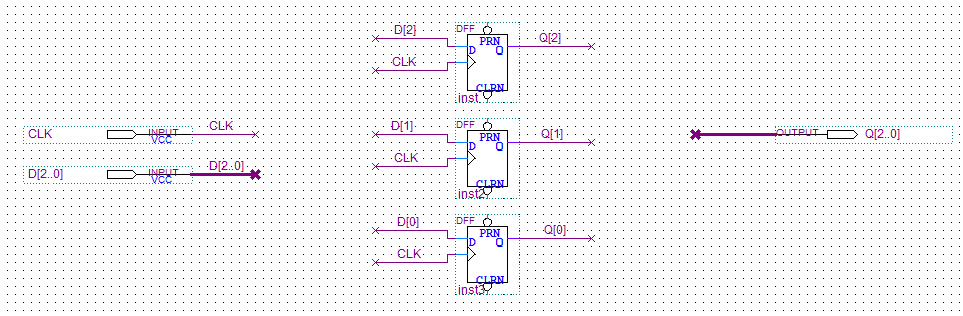 D[2]
DFF
PRN
D
Q
Q[2]
CLK
CLRN
inst
CLK
INPUT
VCC
CLK
D[1]
DFF
PRN
D
Q
Q[1]
CLK
CLRN
inst2
OUTPUT
Q[2..0]
D[2..0]
INPUT
VCC
D[2..0]
D[0]
DFF
PRN
D
Q
Q[0]
CLK
CLRN
inst3